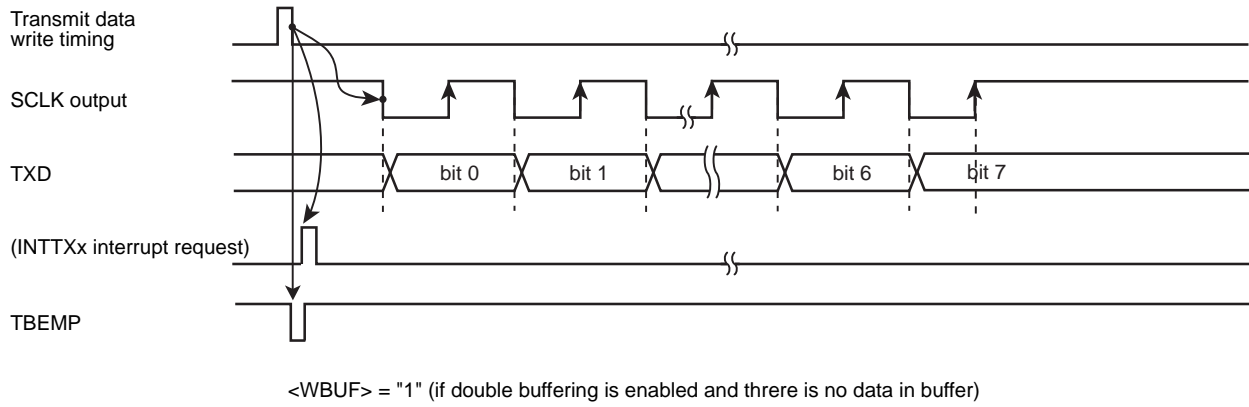 Transmit data
write timing
SCLK output
TXD
bit 0
bit 1
bit 6
bit 7
(INTTXx interrupt request)
TBEMP
<WBUF> = "1" (if double buffering is enabled and threre is no data in buffer)